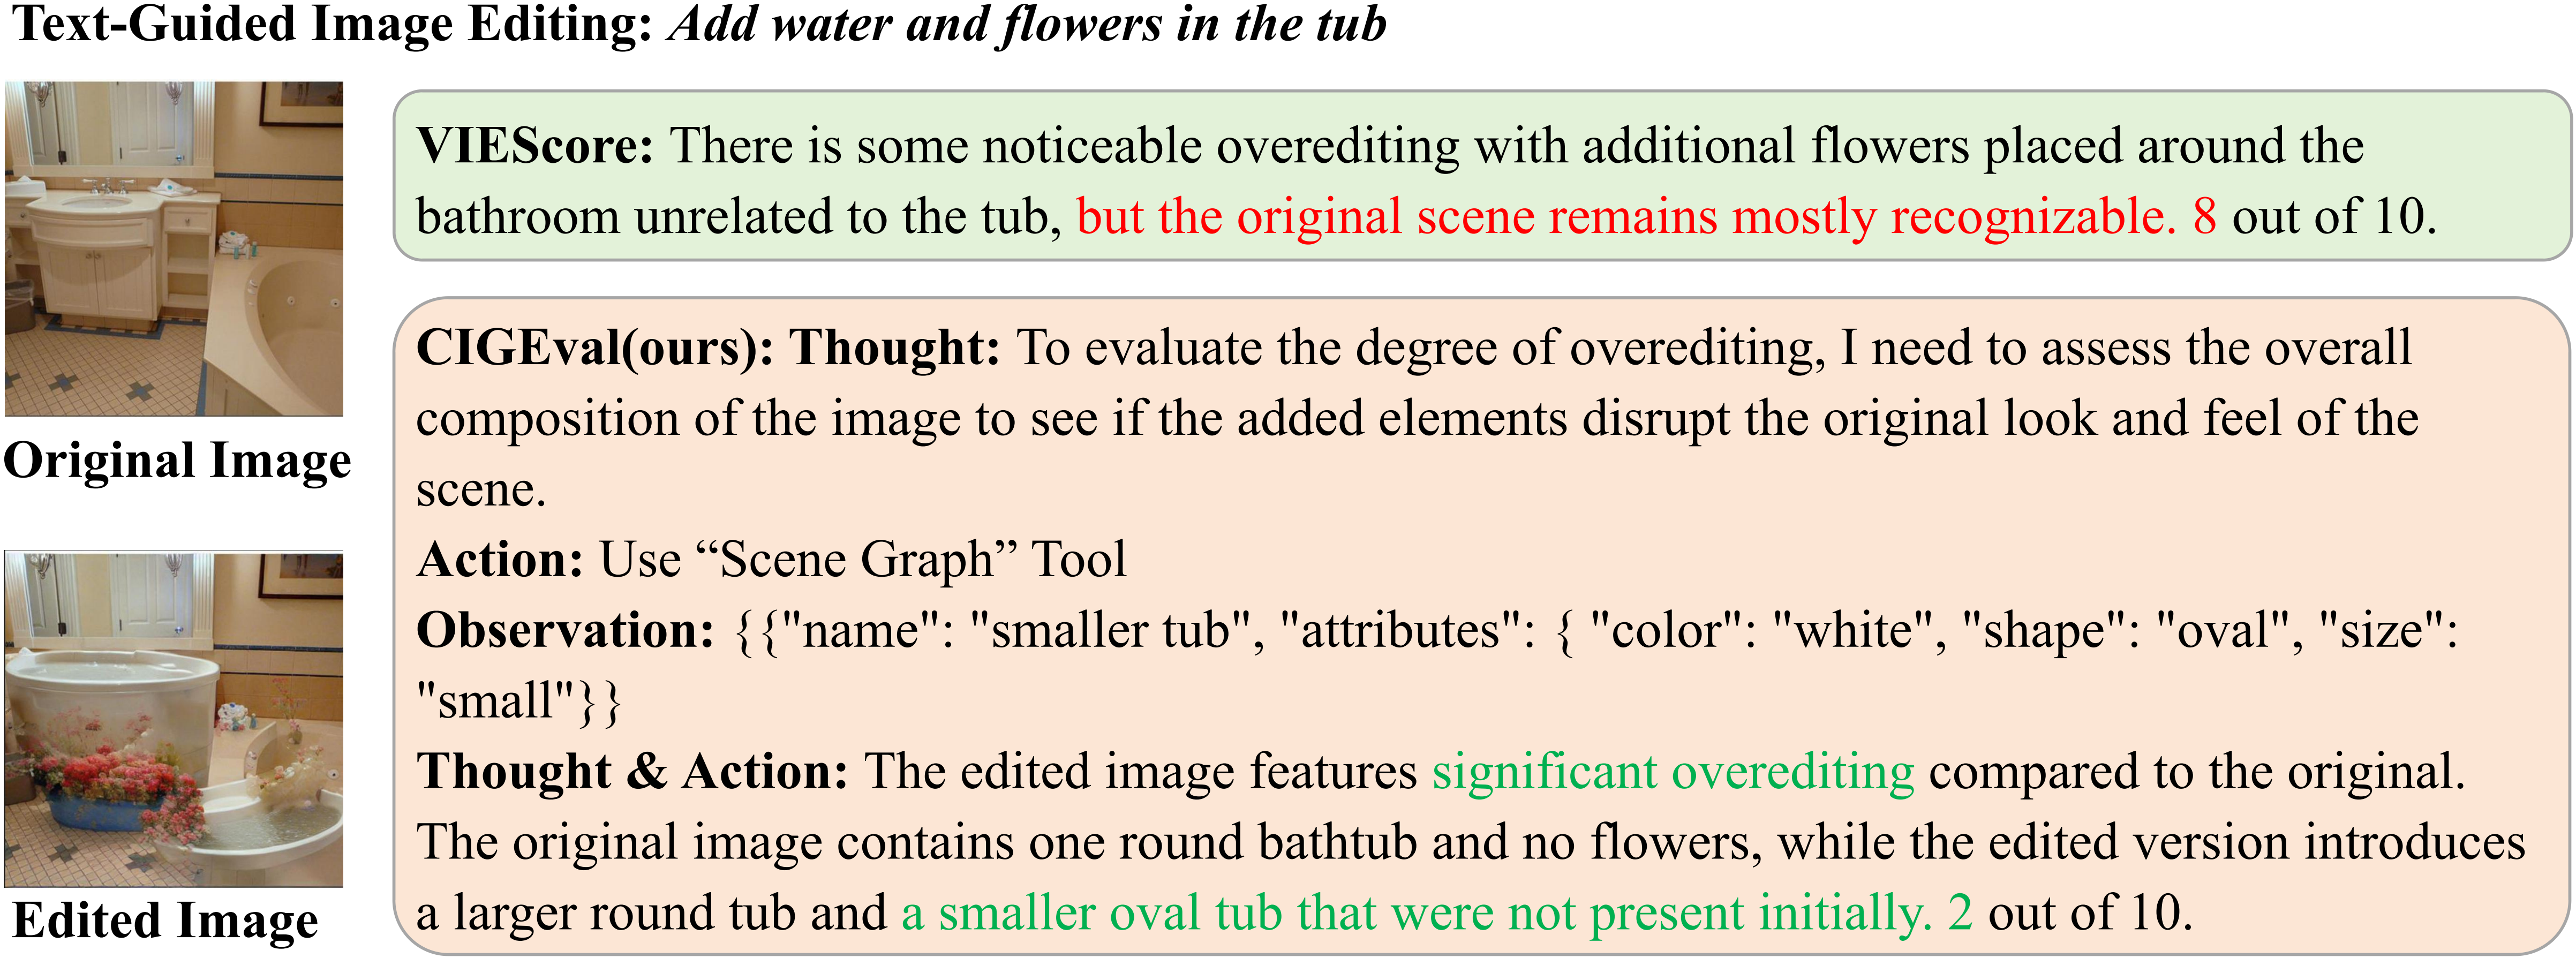 Text-Guided Image Editing: Add water and flowers in the tub
VIEScore: There is some noticeable overediting with additional flowers placed around the
bathroom unrelated to the tub, but the original scene remains mostly recognizable. 8 out of 10.
Original Image
CIGEval(ours): Thought: To evaluate the degree of overediting, I need to assess the overall
composition of the image to see if the added elements disrupt the original look and feel of the
scene.
Action: Use “Scene Graph” Tool
Observation: {{"name": "smaller tub", "attributes": { "color": "white", "shape": "oval", "size":
"small"}}
Thought & Action: The edited image features significant overediting compared to the original.
The original image contains one round bathtub and no flowers, while the edited version introduces
a larger round tub and a smaller oval tub that were not present initially. 2 out of 10.
Edited Image